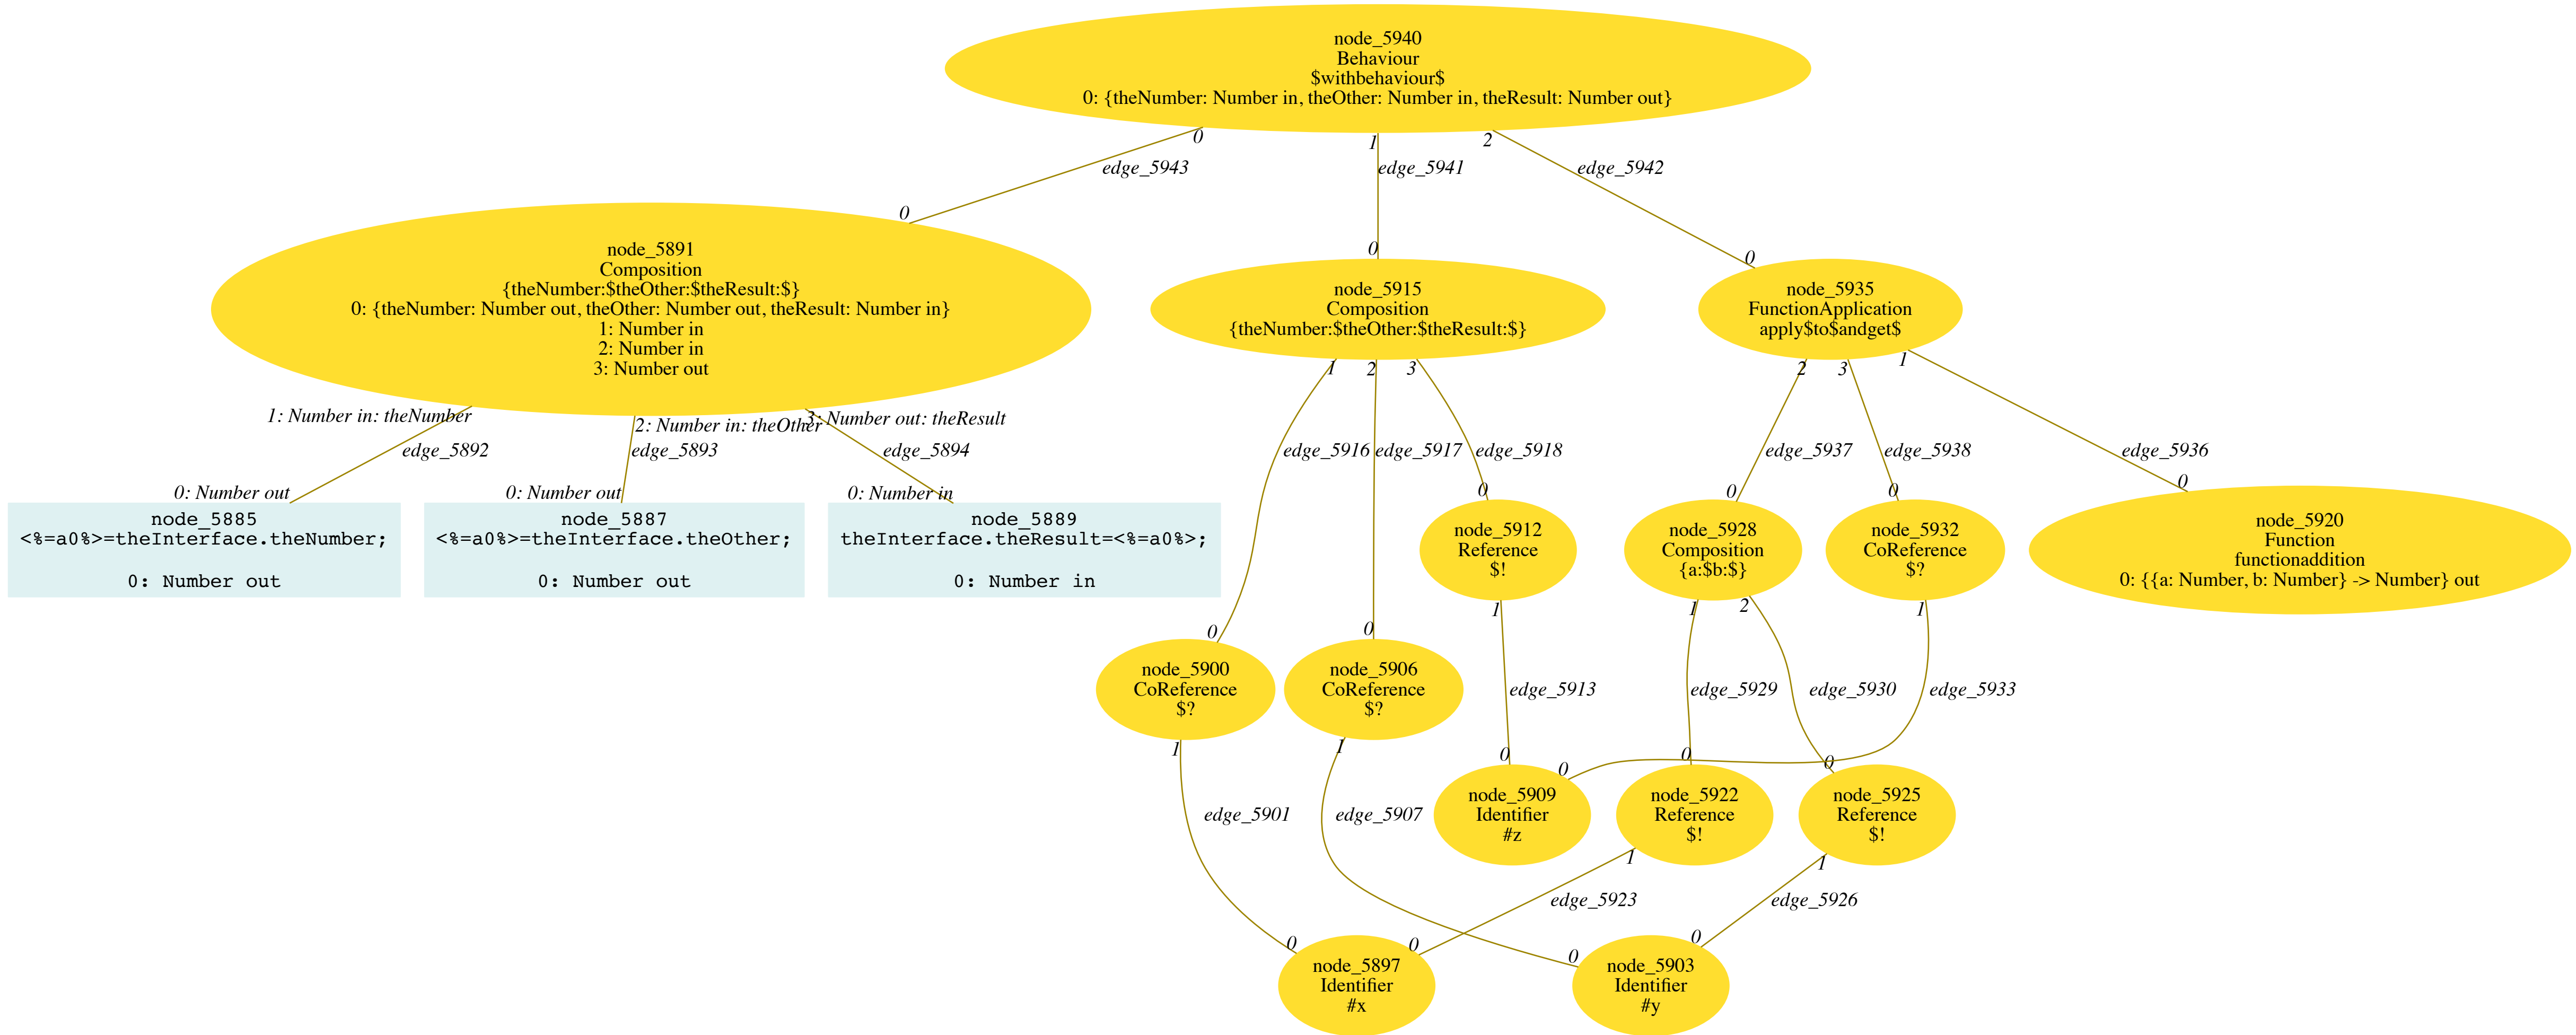 node_5940
Behaviour
$withbehaviour$
0: {theNumber: Number in, theOther: Number in, theResult: Number out}
0
1
2
edge_5943
edge_5941
edge_5942
0
0
0
node_5891
Composition
{theNumber:$theOther:$theResult:$}
0: {theNumber: Number out, theOther: Number out, theResult: Number in}
1: Number in
2: Number in
3: Number out
node_5915
Composition
{theNumber:$theOther:$theResult:$}
node_5935
FunctionApplication
apply$to$andget$
1: Number in: theNumber
2: Number in: theOther
3: Number out: theResult
1
2
3
2
3
1
edge_5892
edge_5893
edge_5894
edge_5916
edge_5917
edge_5918
edge_5937
edge_5938
edge_5936
0: Number out
0: Number out
0: Number in
0
0
0
0
node_5885
<%=a0%>=theInterface.theNumber;
0: Number out
node_5887
<%=a0%>=theInterface.theOther;
0: Number out
node_5889
theInterface.theResult=<%=a0%>;
0: Number in
node_5912
Reference
$!
node_5928
Composition
{a:$b:$}
node_5932
CoReference
$?
node_5920
Function
functionaddition
0: {{a: Number, b: Number} -> Number} out
1
1
2
1
0
0
node_5900
CoReference
$?
node_5906
CoReference
$?
edge_5913
edge_5929
edge_5930
edge_5933
1
1
0
0
0
0
edge_5901
edge_5907
node_5909
Identifier
#z
node_5922
Reference
$!
node_5925
Reference
$!
1
1
edge_5923
edge_5926
0
0
0
0
node_5897
Identifier
#x
node_5903
Identifier
#y